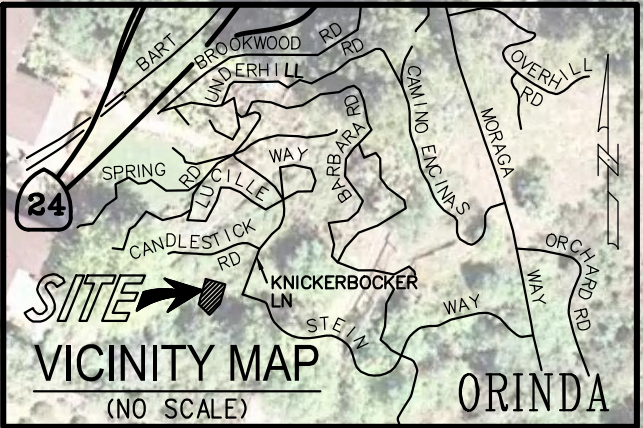 BART
BROOKWOOD RD
UNDERHILL RD
OVERHILL
RD
CAMINO ENCINAS
MORAGA
WAY
BARBARA RD
SPRING
RD
LUCILLE
WAY
24
CANDLESTICK
RD
N
ORCHARD RD
SITE
KNICKERBOCKER
LN
STEIN
WAY
VICINITY MAP
(NO SCALE)
ORINDA